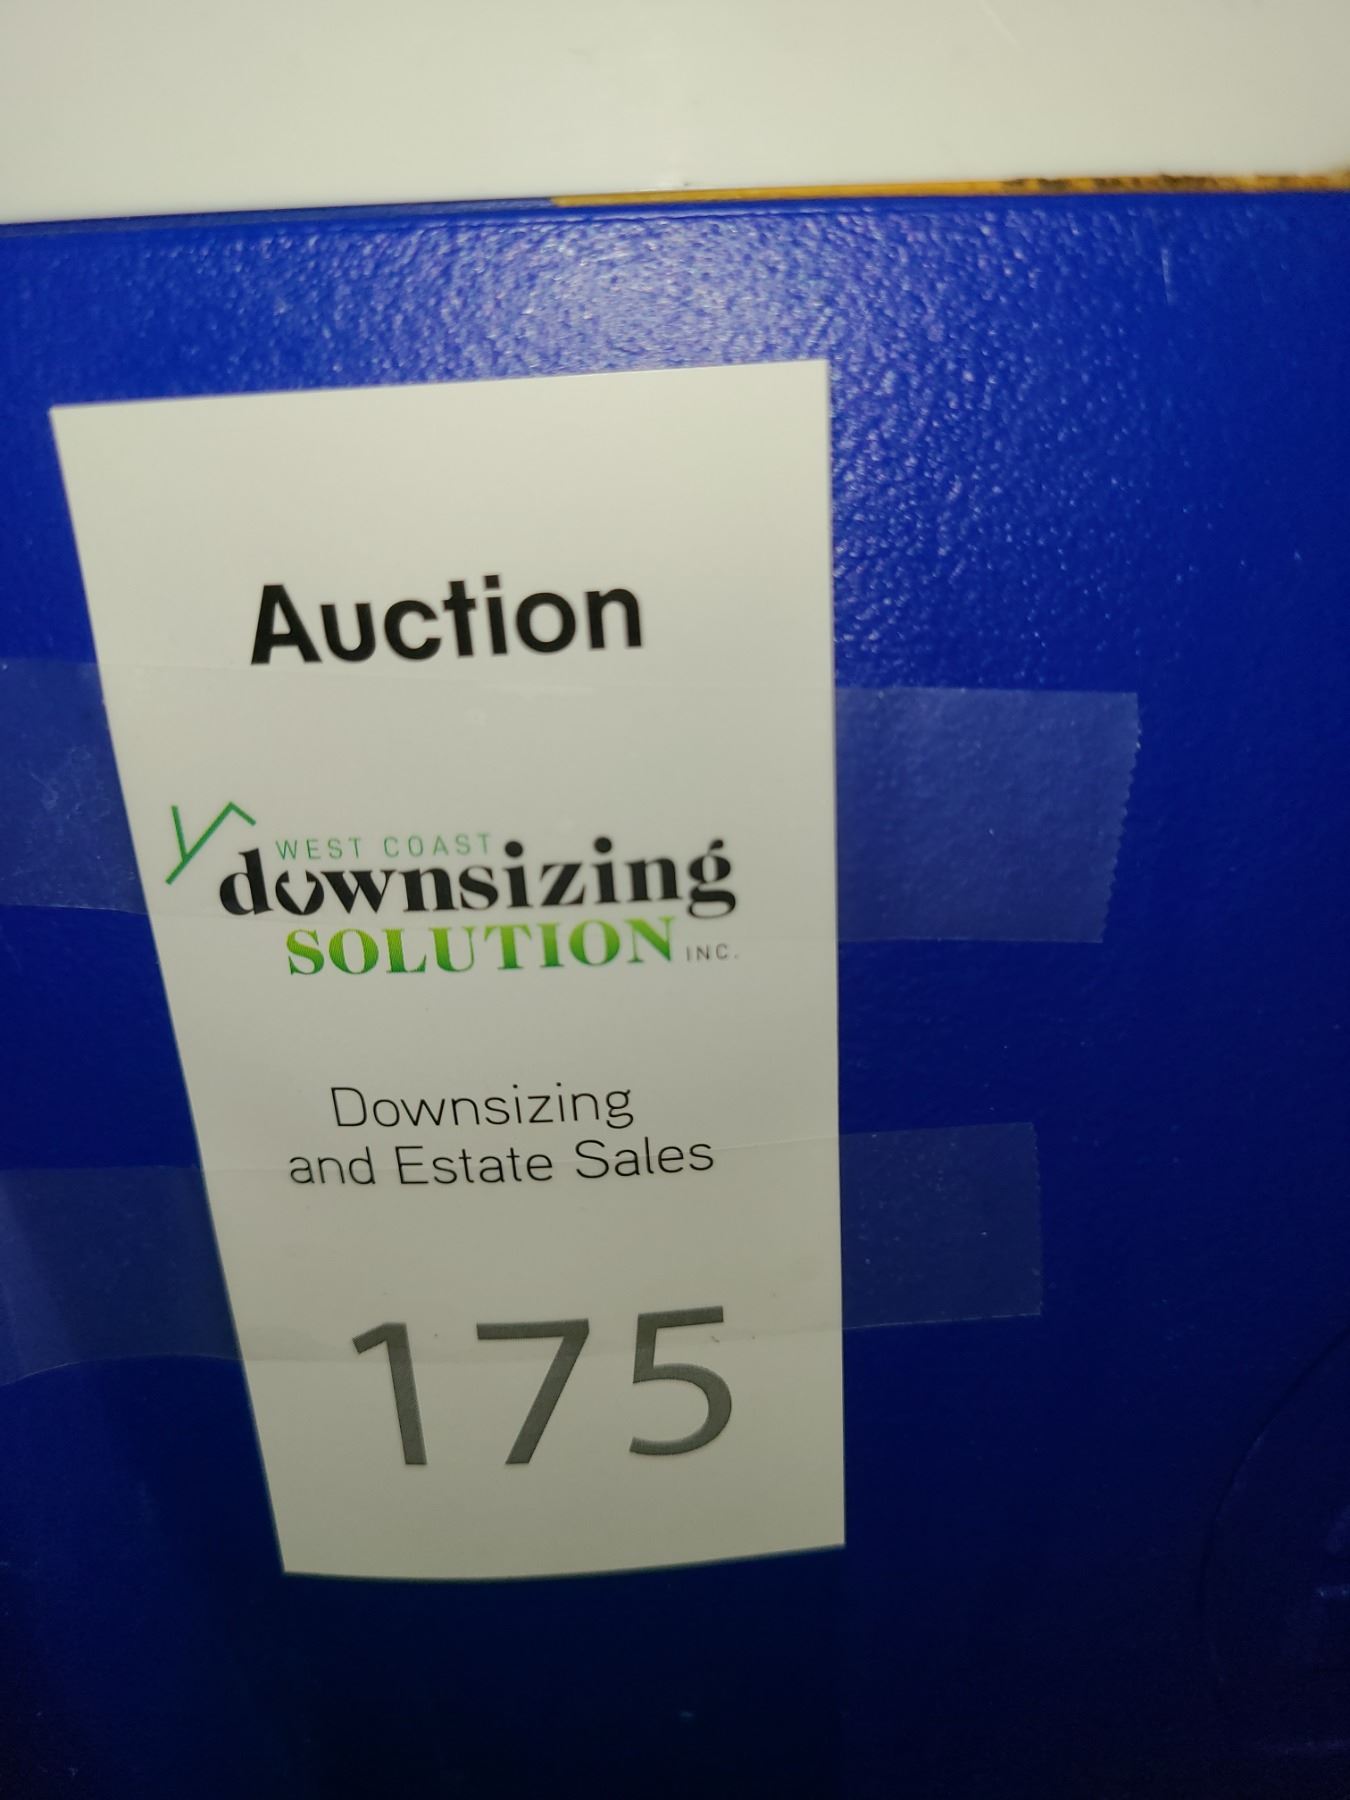 Auction
WEST COAST
downsizing
SOLUTION INC.
Downsizing
and Estate Sales
175